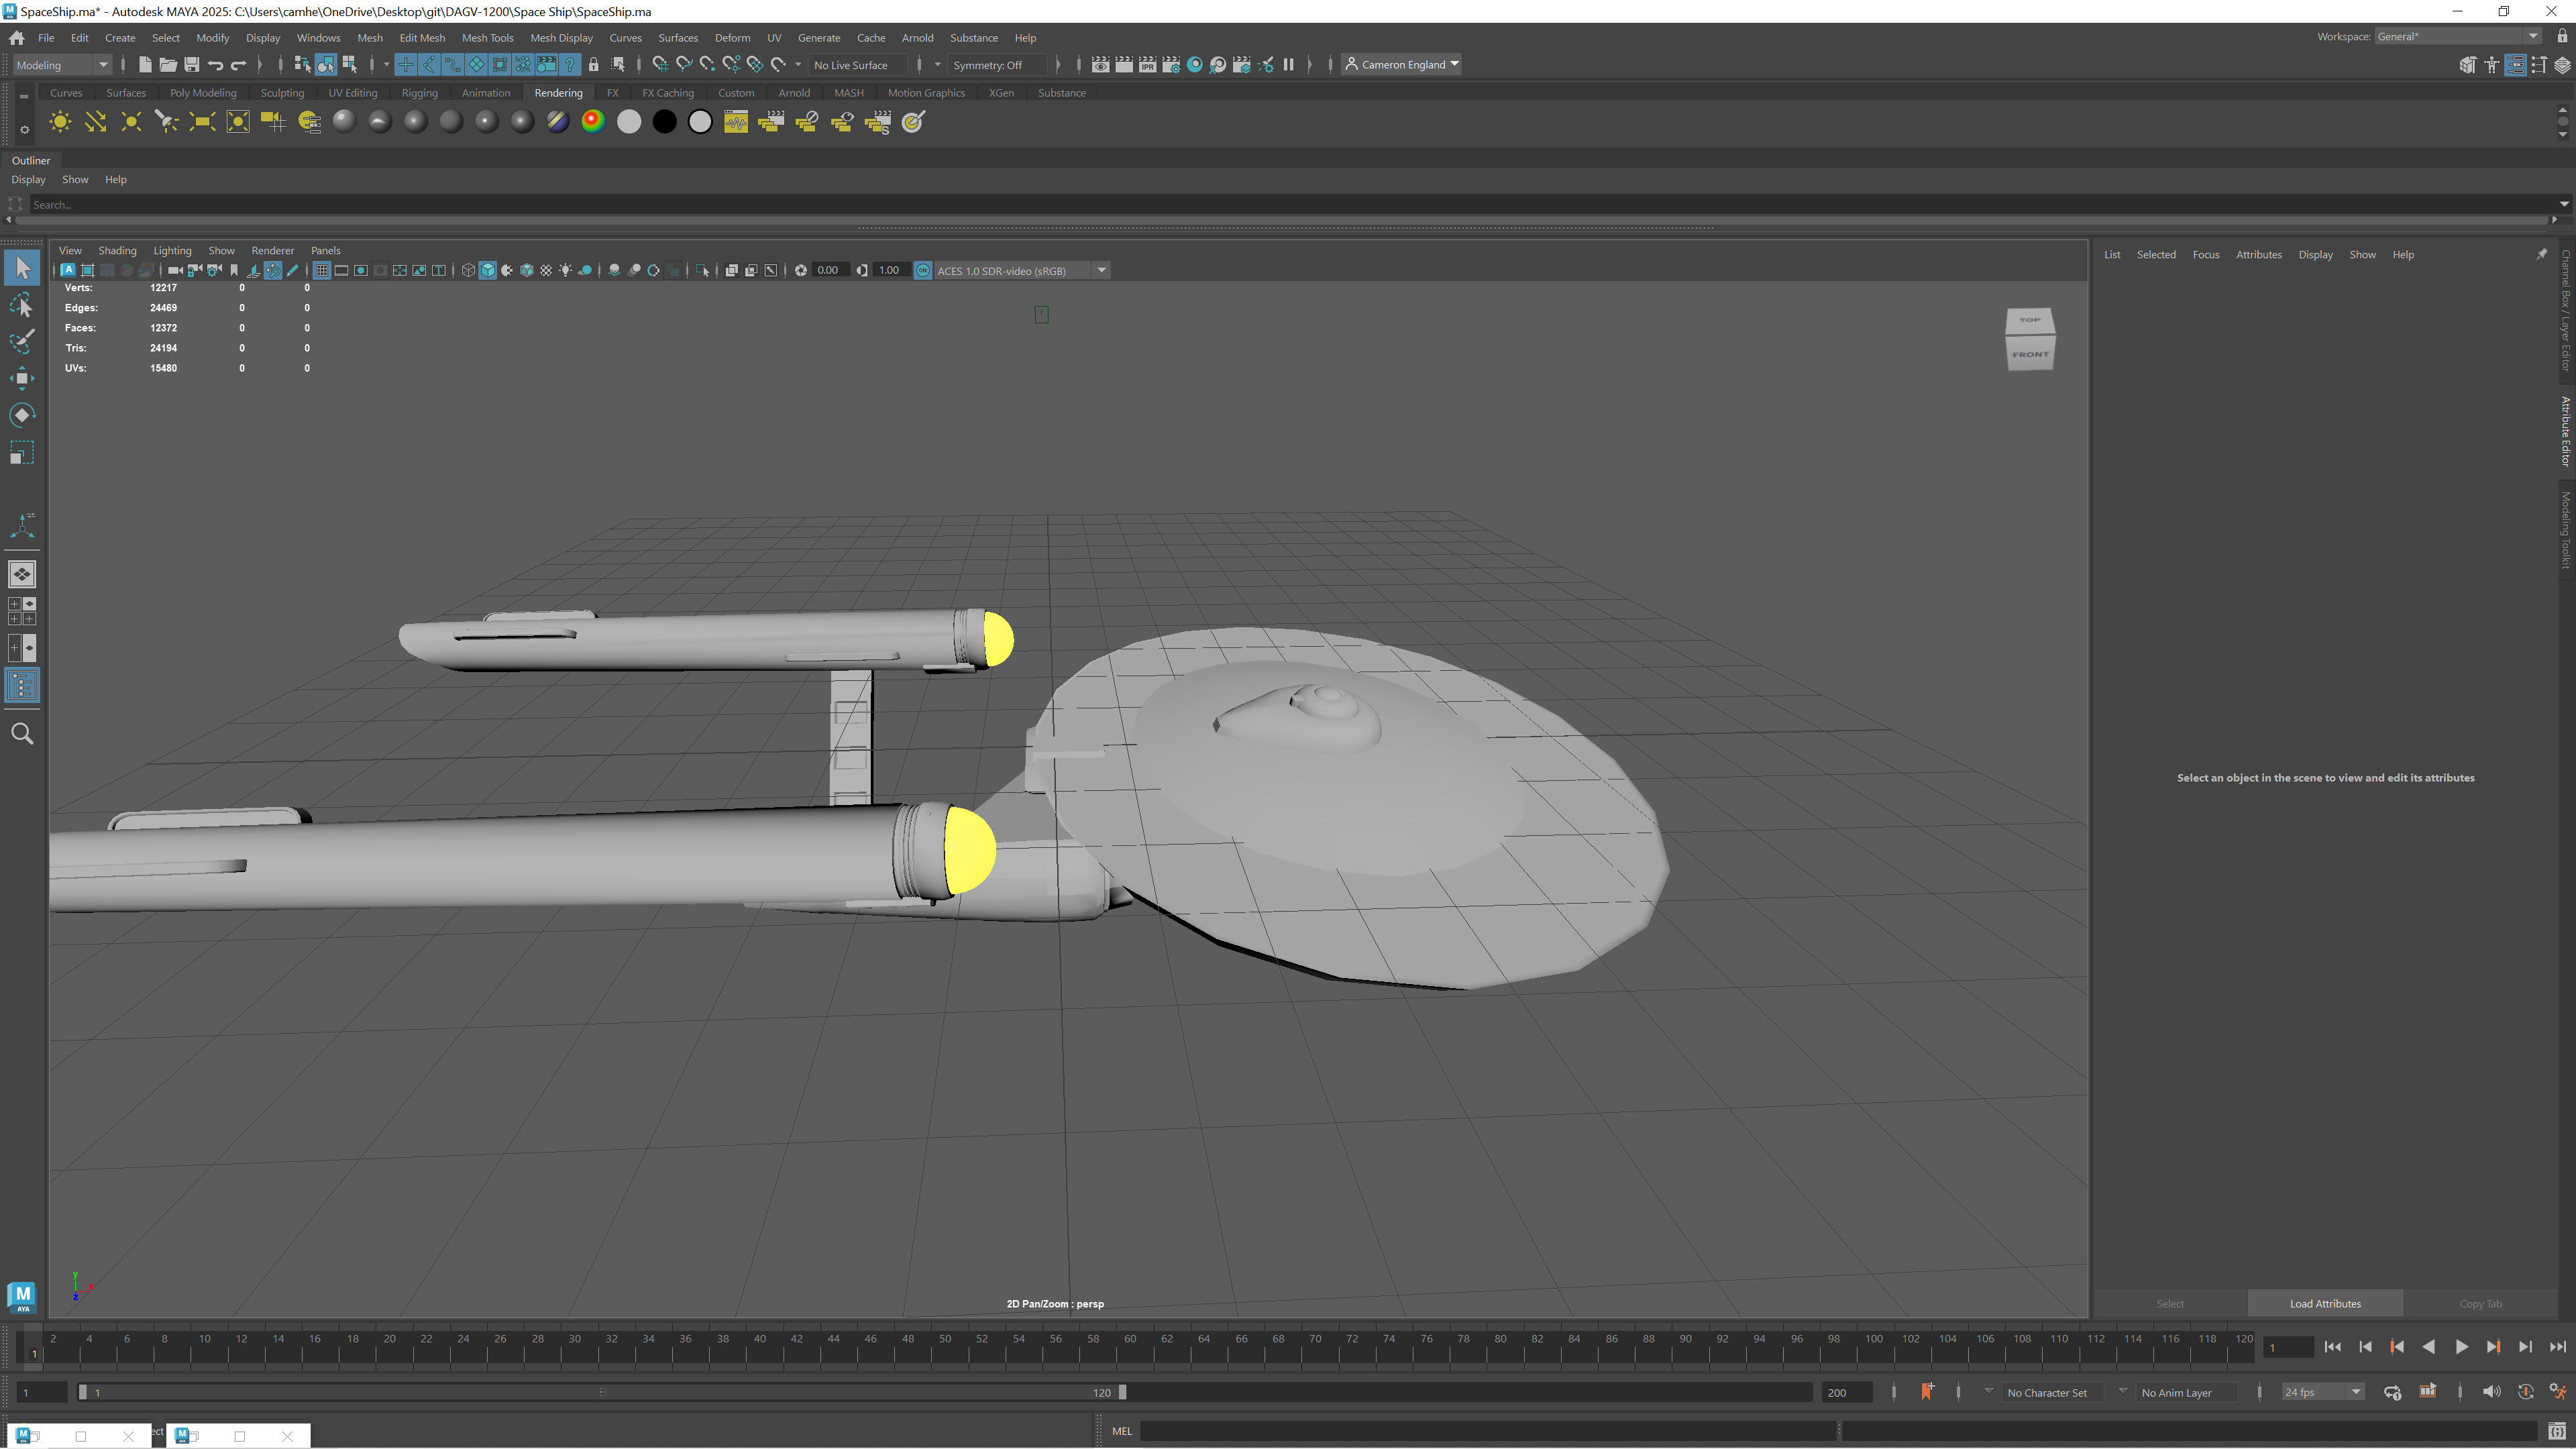 SpaceShip.ma* - Autodesk MAYA 2025: C:\Users\camhe\OneDrive\Desktop\git\DAGV-1200\Space Ship\SpaceShip.ma
File Edit Create Select Modify Display Windows Mesh Edit Mesh Mesh Tools Mesh Display Curves Surfaces Deform UV Generate Cache Arnold Substance Help
Workspace: General*
Modeling No Live Surface Symmetry: Off IPR Cameron England
Curves Surfaces Poly Modeling Sculpting UV Editing Rigging Animation Rendering FX FX Caching Custom Arnold MASH Motion Graphics XGen Substance
Outliner
Display Show Help
Search...
View Shading Lighting Show Renderer Panels
0.00 1.00 ON ACES 1.0 SDR-video (sRGB)
List Selected Focus Attributes Display Show Help
Verts: 12217 0 0
Edges: 24469 0 0
Faces: 12372 0 0
Tris: 24194 0 0
UVs: 15480 0 0
TOP
FRONT
Channel Box / Layer Editor
Attribute Editor
Modeling Toolkit
Select an object in the scene to view and edit its attributes
y
x
z
2D Pan/Zoom : persp
M
AYA
Select Load Attributes Copy Tab
2 4 6 8 10 12 14 16 18 20 22 24 26 28 30 32 34 36 38 40 42 44 46 48 50 52 54 56 58 60 62 64 66 68 70 72 74 76 78 80 82 84 86 88 90 92 94 96 98 100 102 104 106 108 110 112 114 116 118 120
1
1
1 1 120 200 No Character Set No Anim Layer 24 fps
ect
MEL